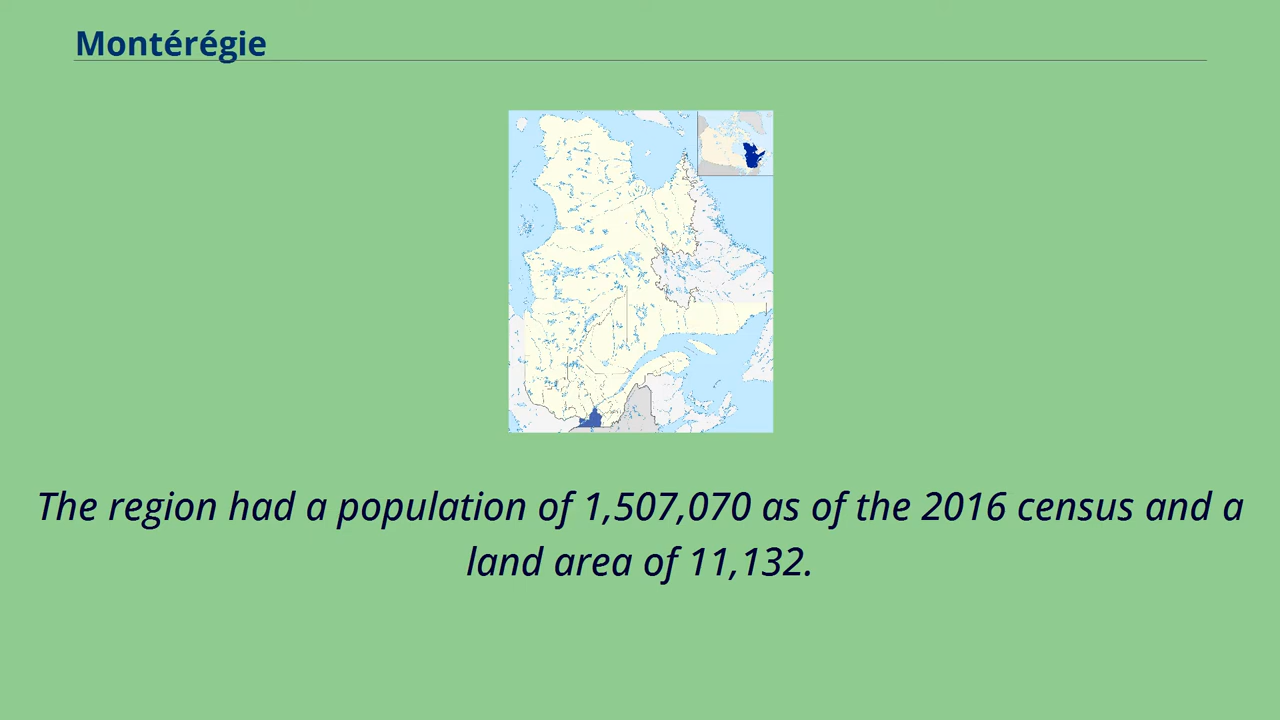 Montérégie
The region had a population of 1,507,070 as of the 2016 census and a
land area of 11,132.